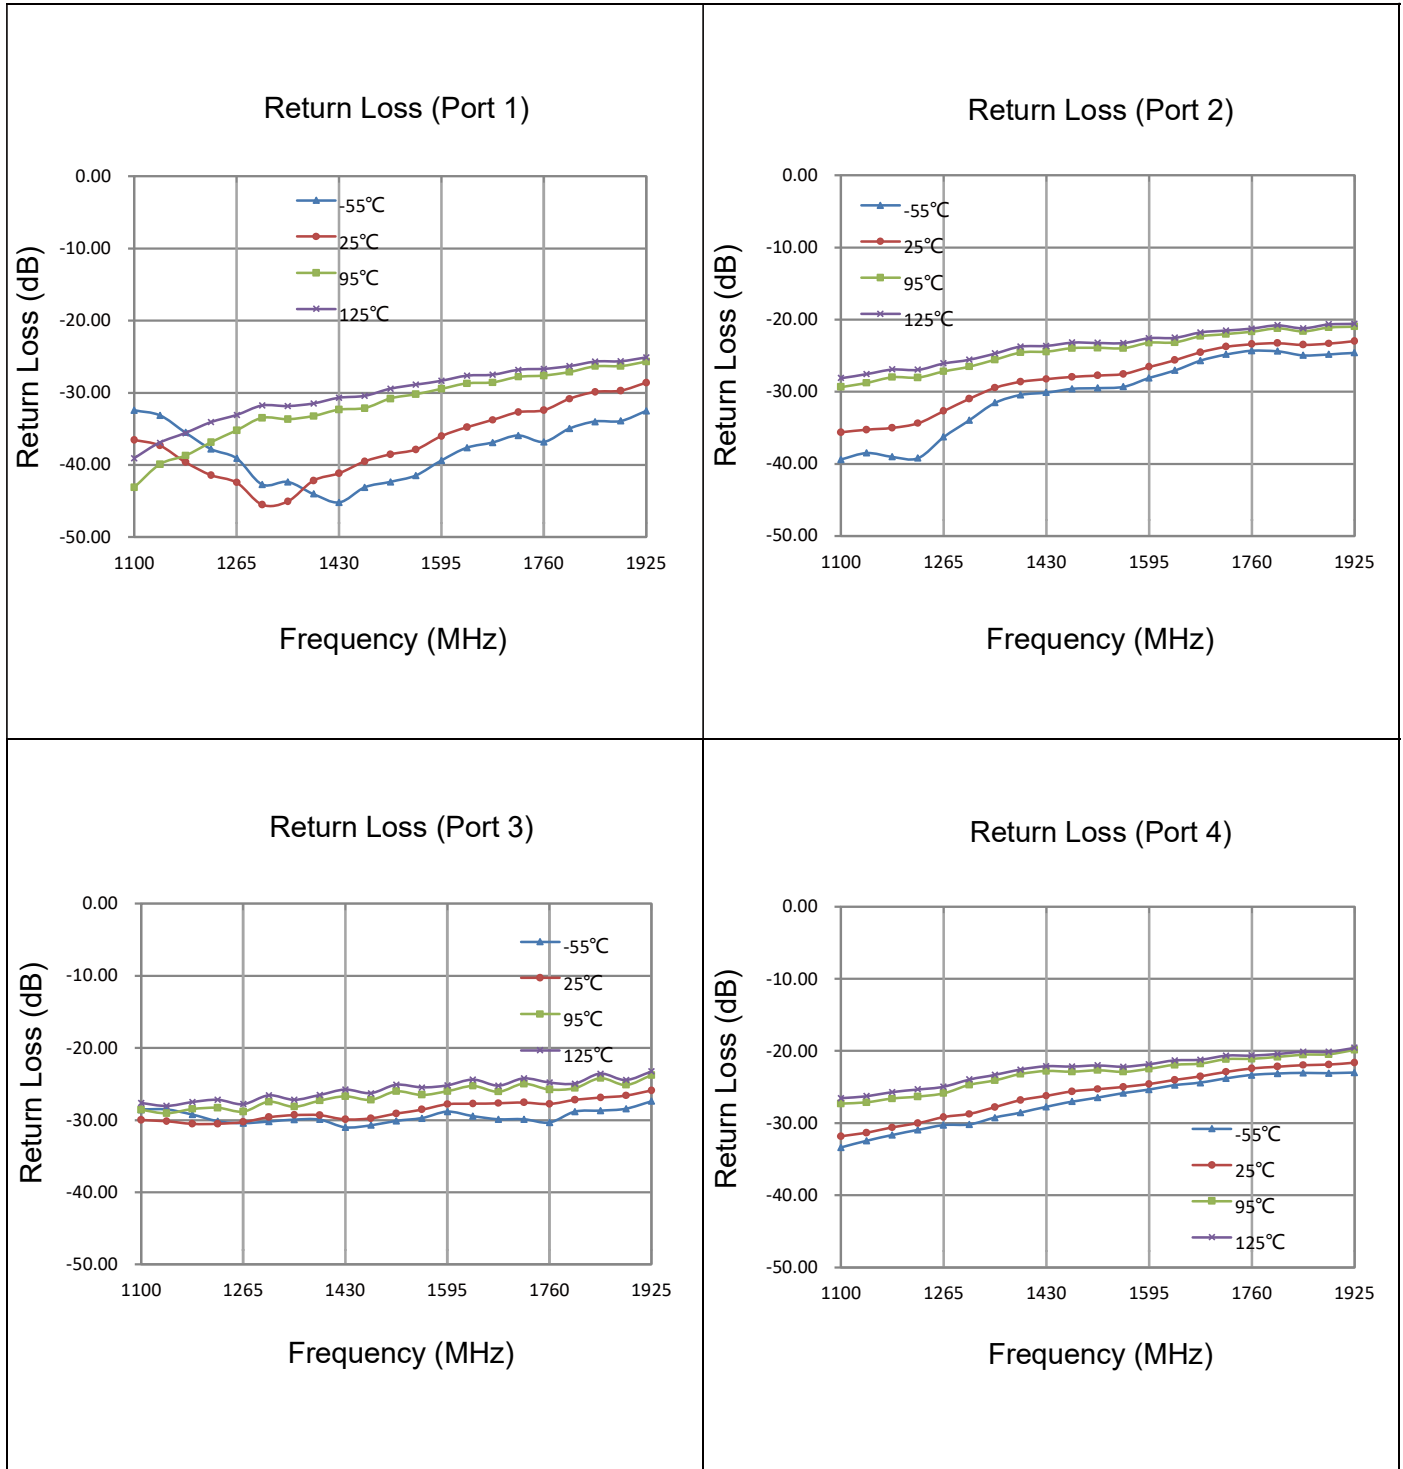 Return Loss (Port 1)
Return Loss (dB)
0.00
-10.00
-20.00
-30.00
-40.00
-50.00
-55℃
25℃
95℃
125℃
1100 1265 1430 1595 1760 1925
Frequency (MHz)
Return Loss (Port 2)
Return Loss (dB)
0.00
-10.00
-20.00
-30.00
-40.00
-50.00
-55℃
25℃
95℃
125℃
1100 1265 1430 1595 1760 1925
Frequency (MHz)
Return Loss (Port 3)
Return Loss (dB)
0.00
-10.00
-20.00
-30.00
-40.00
-50.00
-55℃
25℃
95℃
125℃
1100 1265 1430 1595 1760 1925
Frequency (MHz)
Return Loss (Port 4)
Return Loss (dB)
0.00
-10.00
-20.00
-30.00
-40.00
-50.00
-55℃
25℃
95℃
125℃
1100 1265 1430 1595 1760 1925
Frequency (MHz)